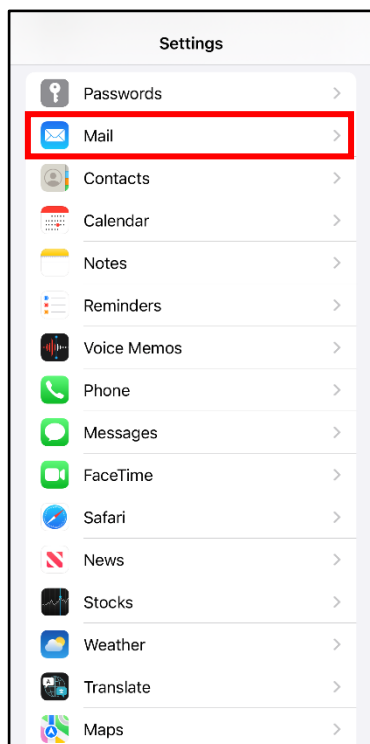 Settings
Passwords
Mail
Contacts
Calendar
Notes
Reminders
Voice Memos
Phone
Messages
FaceTime
Safari
News
Stocks
Weather
Translate
Maps